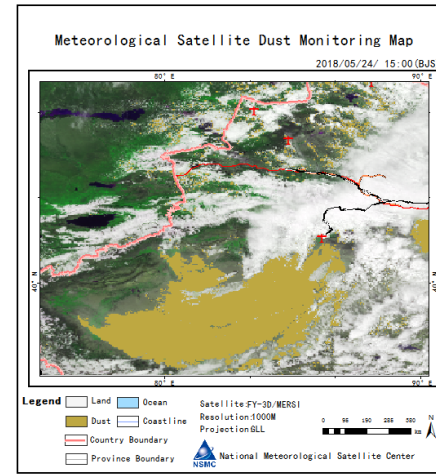 Meteorological Satellite Dust Monitoring Map
2018/05/24/ 15:00(BJS
80° E
90° E
40° N
40° N
80° E
90° E
Legend
Land
Ocean
Dust
Coastline
Country Boundary
Province Boundary
Satellite:FY-3D/MERSI
Resolution:1000M
Projection:GLL
0 95 190 285 380
km
N
NSMC
National Meteorological Satellite Center